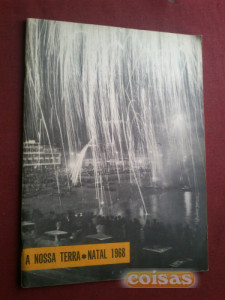 A NOSSA TERRA • NATAL 1968
coisas